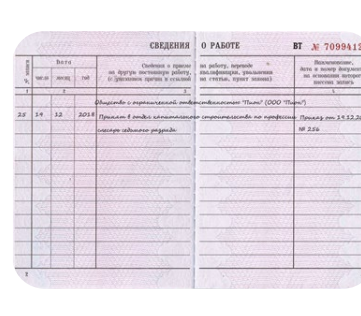 СВЕДЕНИЯ О РАБОТЕ ВТ № 7099412
Дата
Сведения о приеме на работу, переводе
на другую постоянную работу, квалификации, увольнении
(с указанием причин и ссылкой на статью, пункт закона)
Наименование,
дата и номер документа,
на основании которого
внесена запись
число месяц год
1 2 3 4
Общество с ограниченной ответственностью "Пион" (ООО "Пион")
25 19 12 2018 Принят в отдел капитального строительства по профессии Приказ от 19.12.20
слесаря седьмого разряда № 256